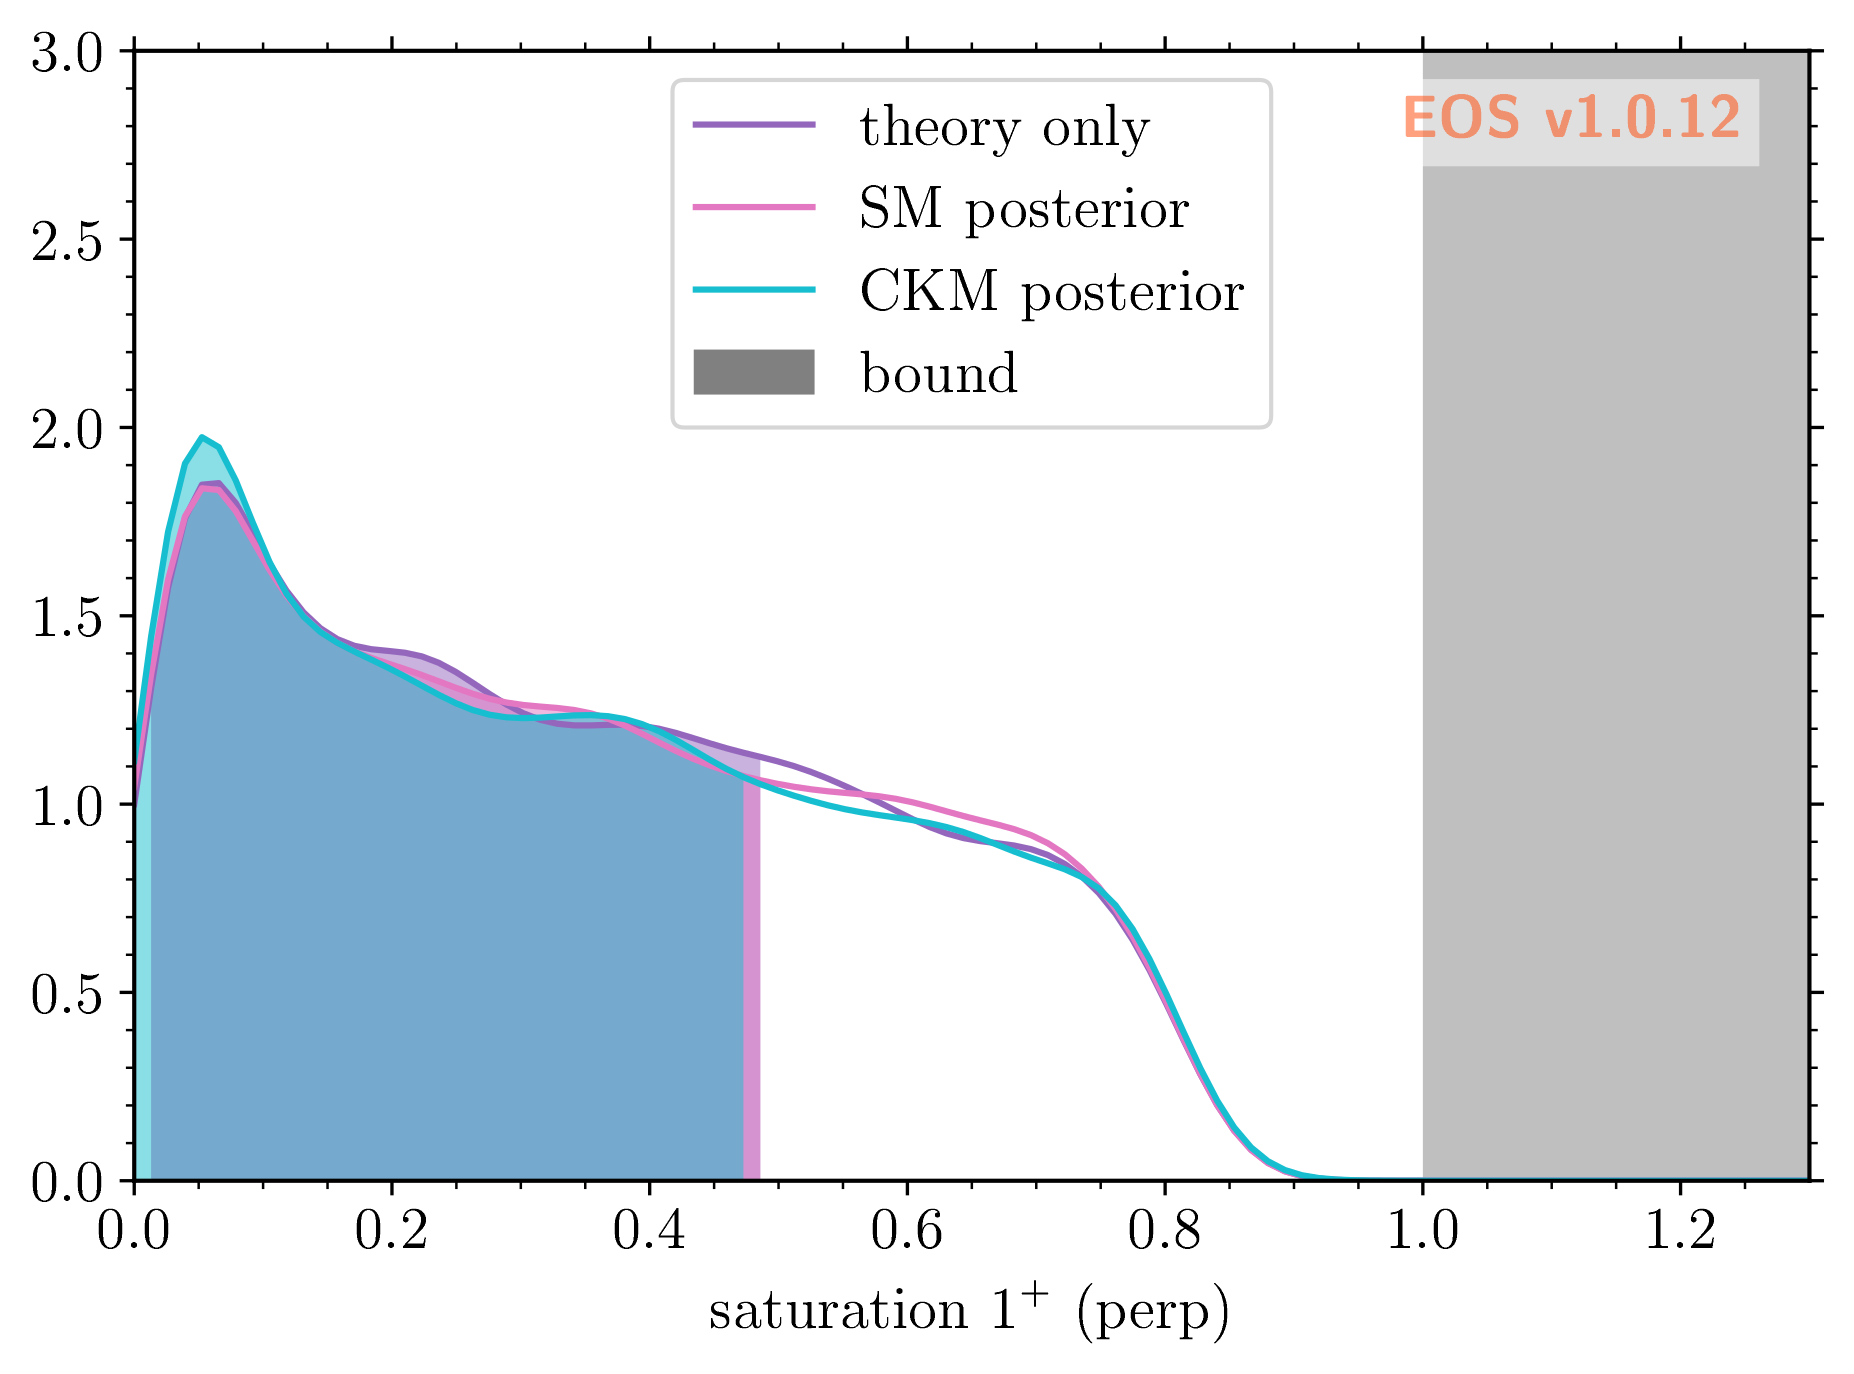 3.0
2.5
2.0
1.5
1.0
0.5
0.0
theory only
SM posterior
CKM posterior
bound
EOS v1.0.12
0.0 0.2 0.4 0.6 0.8 1.0 1.2
saturation 1⁺ (perp)